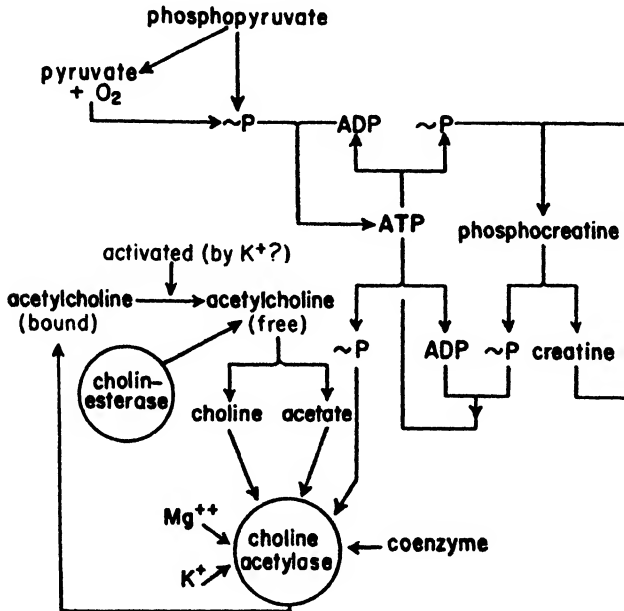 phosphopyruvate
pyruvate
+ O₂
~P
ADP
~P
ATP
phosphocreatine
activated (by K⁺?)
acetylcholine
(bound)
acetylcholine
(free)
~P
ADP
~P
creatine
cholin-
esterase
choline
acetate
Mg⁺⁺
K⁺
choline
acetylase
coenzyme